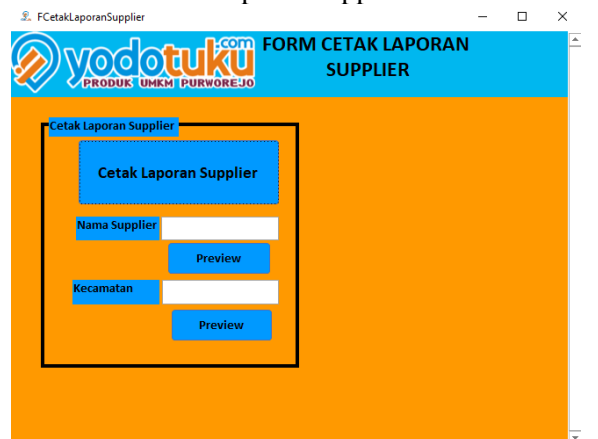 FCetakLaporanSupplier
yodotuku.com
PRODUK UMKM PURWOREJO
FORM CETAK LAPORAN
SUPPLIER
Cetak Laporan Supplier
Cetak Laporan Supplier
Nama Supplier
Preview
Kecamatan
Preview